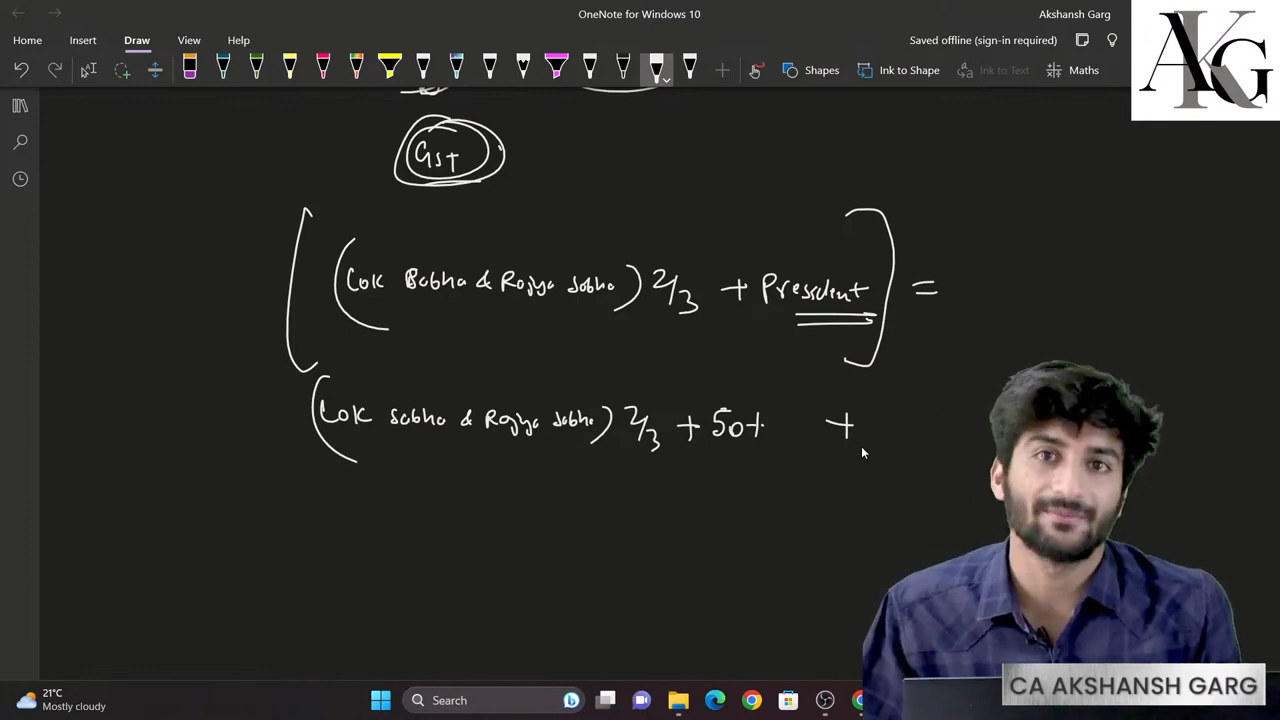 OneNote for Windows 10
Akshansh Garg
Home Insert Draw View Help
Saved offline (sign-in required)
Shapes Ink to Shape Ink to Text Maths
AKG
GST
[(Lok Babha & Rajya Sabha) 2/3 + President] =
(Lok Sabha & Rajya Sabha) 2/3 + 50% +
CA AKSHANSH GARG
21°C
Mostly cloudy
Search